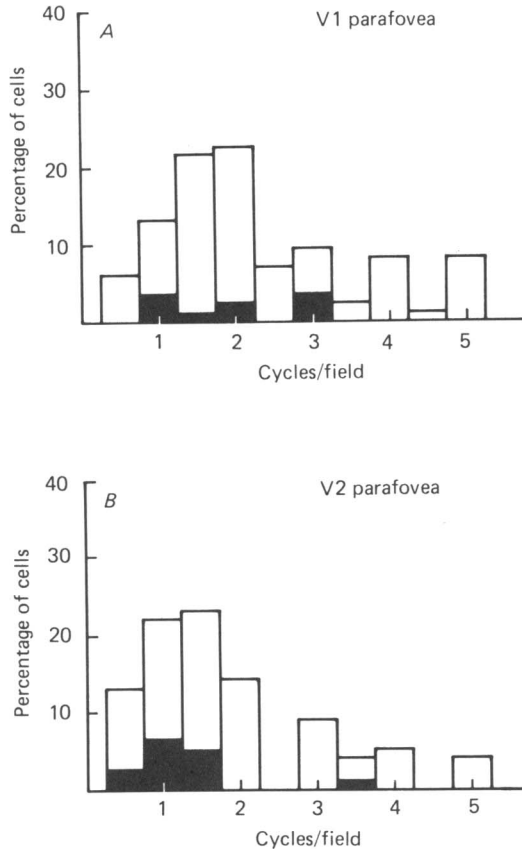 40
A
V1 parafovea
30
20
10
Percentage of cells
1 2 3 4 5
Cycles/field
40
B
V2 parafovea
30
20
10
Percentage of cells
1 2 3 4 5
Cycles/field